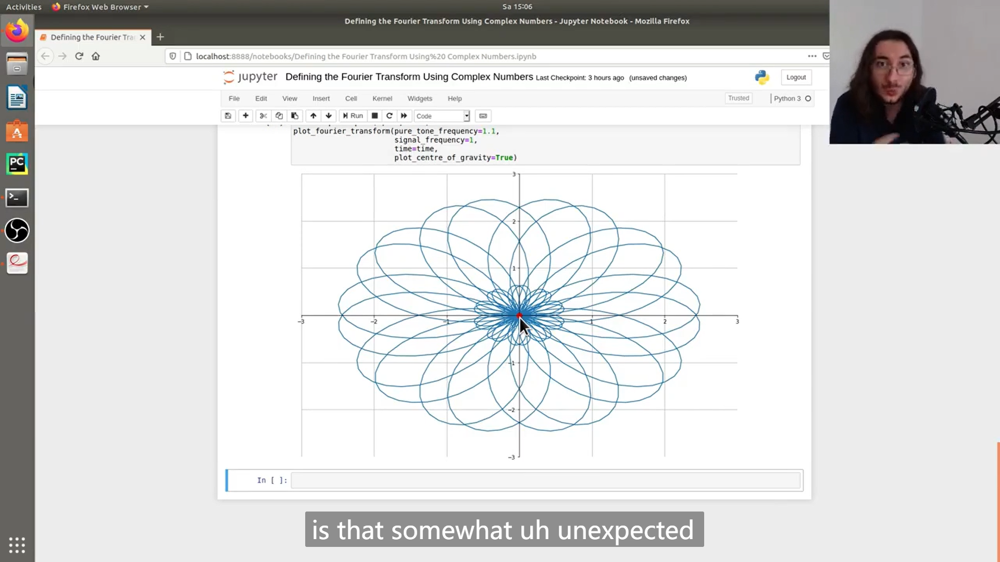 Activities
Firefox Web Browser
Sa 15:06
Defining the Fourier Transform Using Complex Numbers - Jupyter Notebook - Mozilla Firefox
Defining the Fourier Tra
localhost:8888/notebooks/Defining the Fourier Transform Using%20 Complex Numbers.ipynb
jupyter
Defining the Fourier Transform Using Complex Numbers Last Checkpoint: 3 hours ago (unsaved changes)
Logout
File Edit View Insert Cell Kernel Widgets Help
Trusted
Python 3
Run
Code
plot_fourier_transform(pure_tone_frequency=1.1,
signal_frequency=1,
time=time,
plot_centre_of_gravity=True)
3
2
1
−3 −2 −1 1 2 3
−1
−2
−3
In [ ]:
PC
is that somewhat uh unexpected